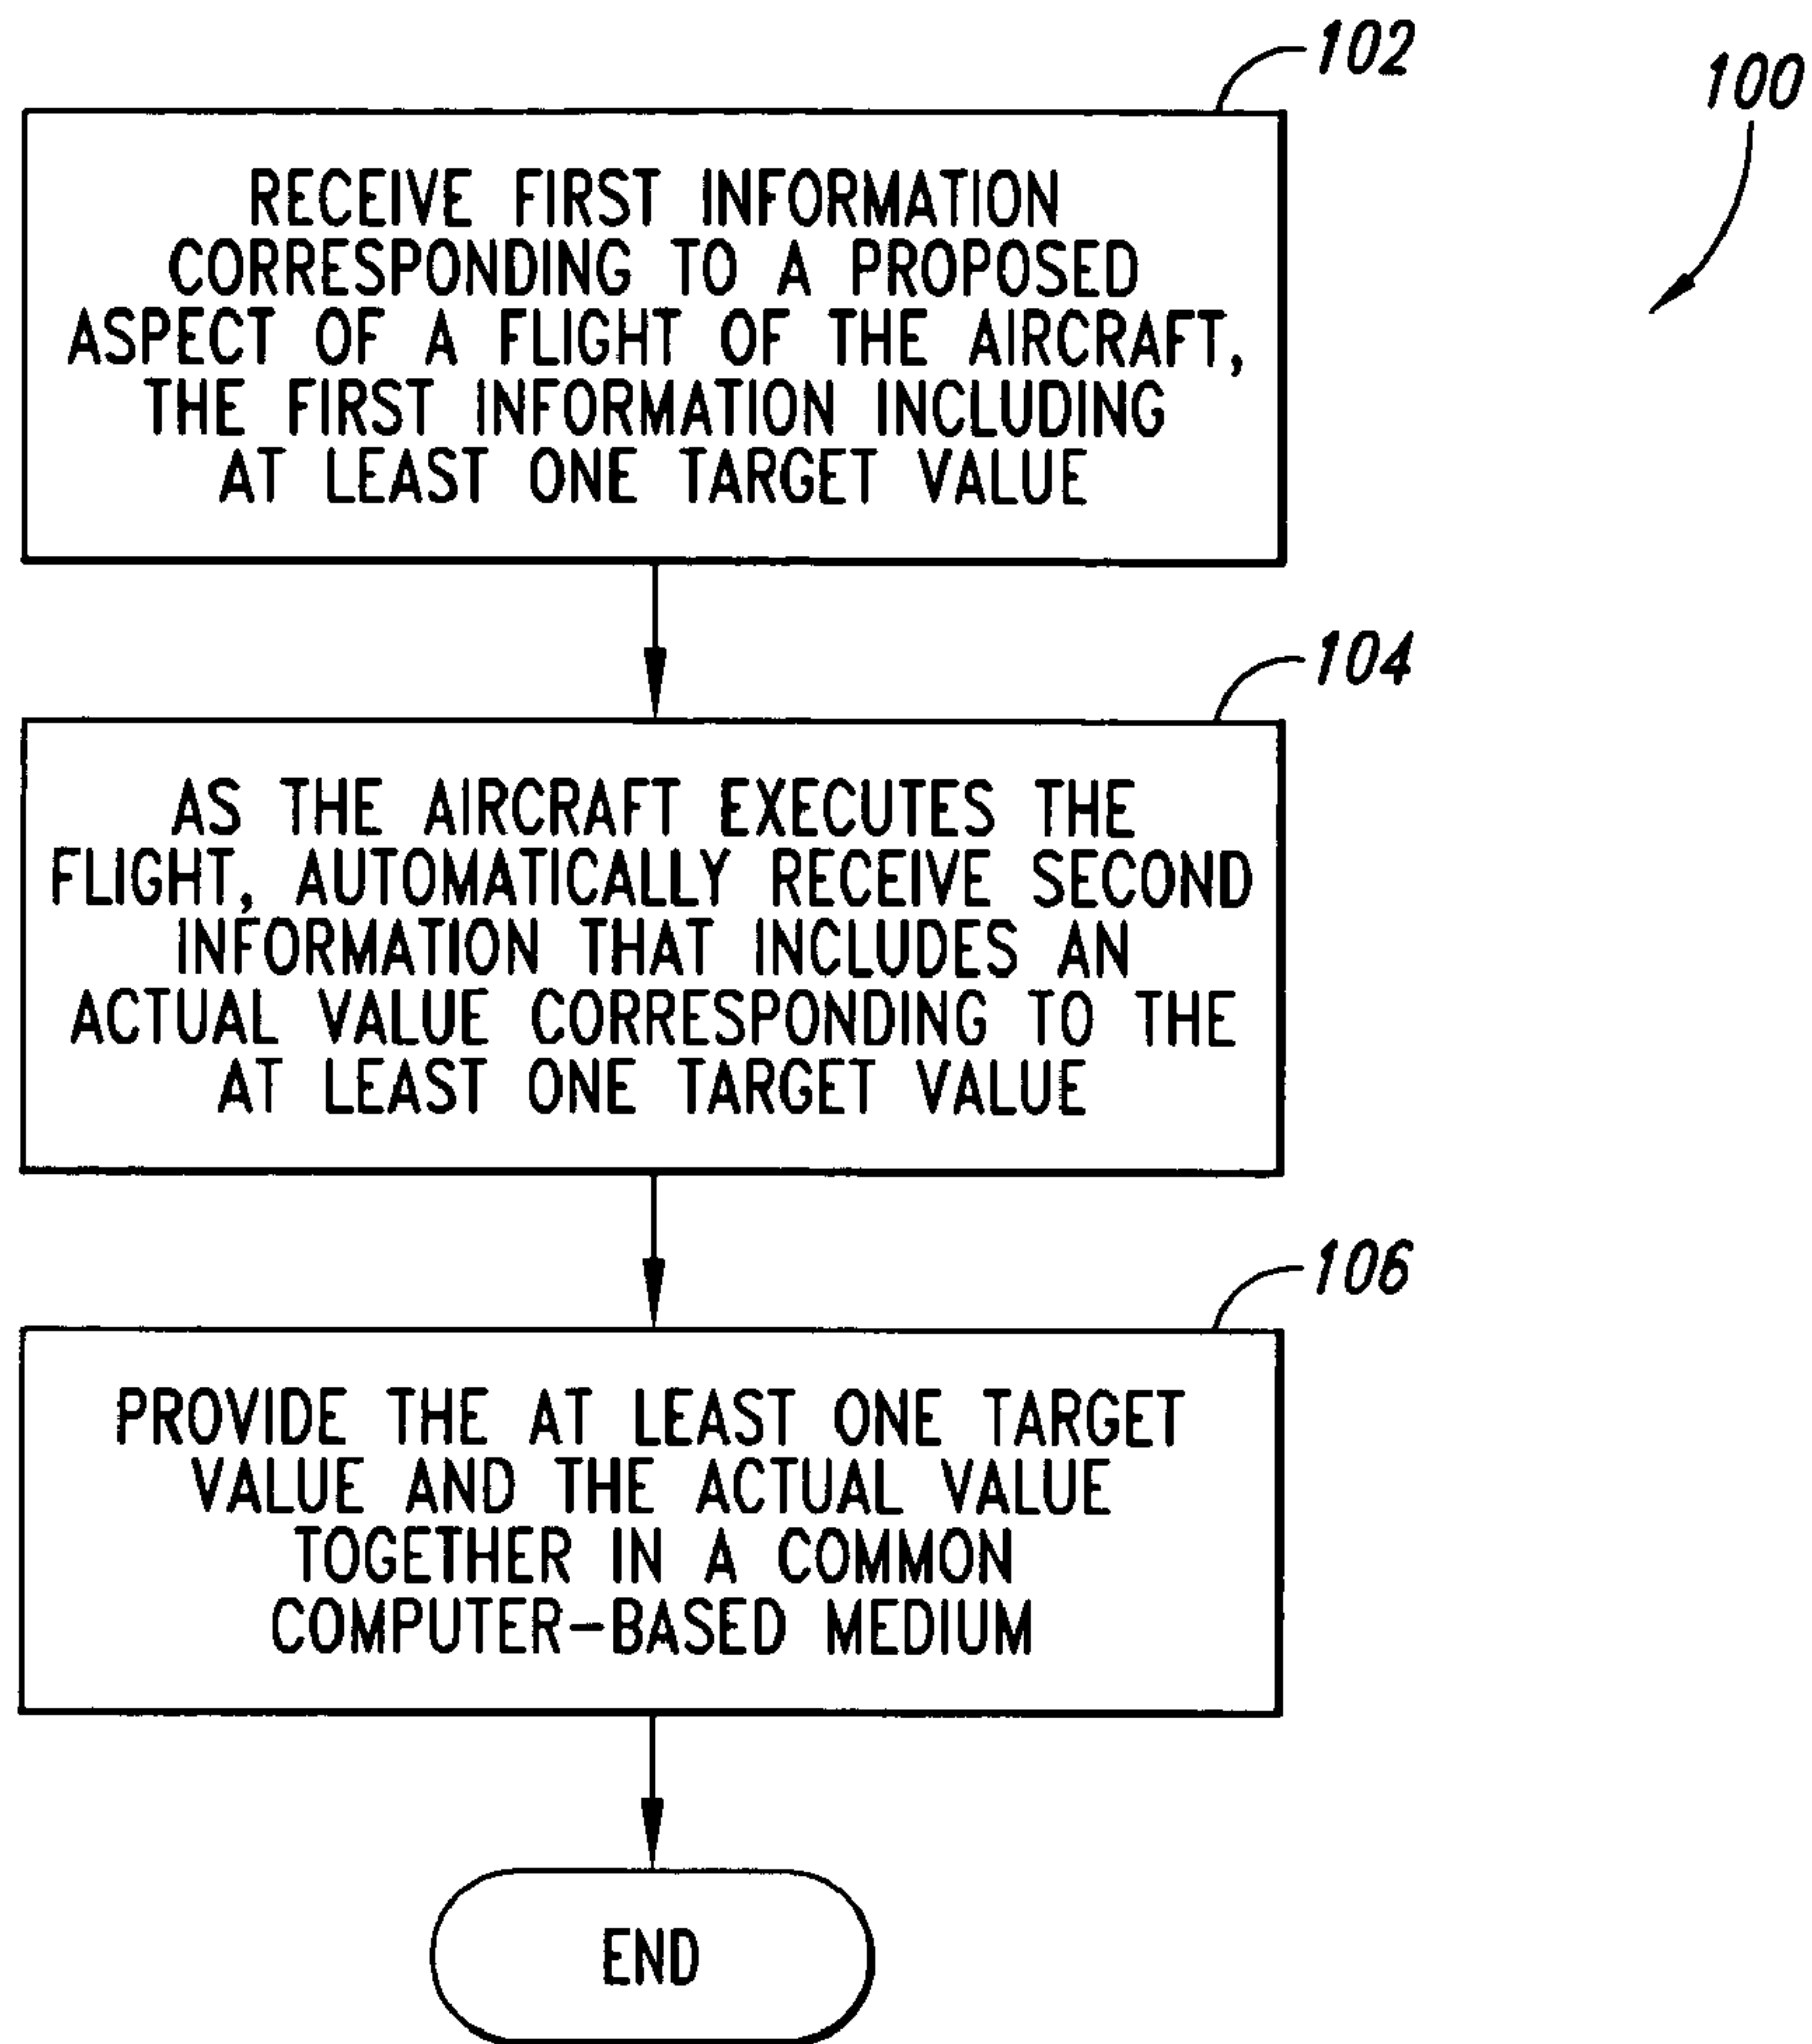 102
100
RECEIVE FIRST INFORMATION
CORRESPONDING TO A PROPOSED
ASPECT OF A FLIGHT OF THE AIRCRAFT,
THE FIRST INFORMATION INCLUDING
AT LEAST ONE TARGET VALUE
104
AS THE AIRCRAFT EXECUTES THE
FLIGHT, AUTOMATICALLY RECEIVE SECOND
INFORMATION THAT INCLUDES AN
ACTUAL VALUE CORRESPONDING TO THE
AT LEAST ONE TARGET VALUE
106
PROVIDE THE AT LEAST ONE TARGET
VALUE AND THE ACTUAL VALUE
TOGETHER IN A COMMON
COMPUTER-BASED MEDIUM
END